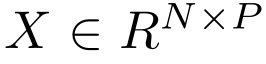 X ∈ R^{N×P}